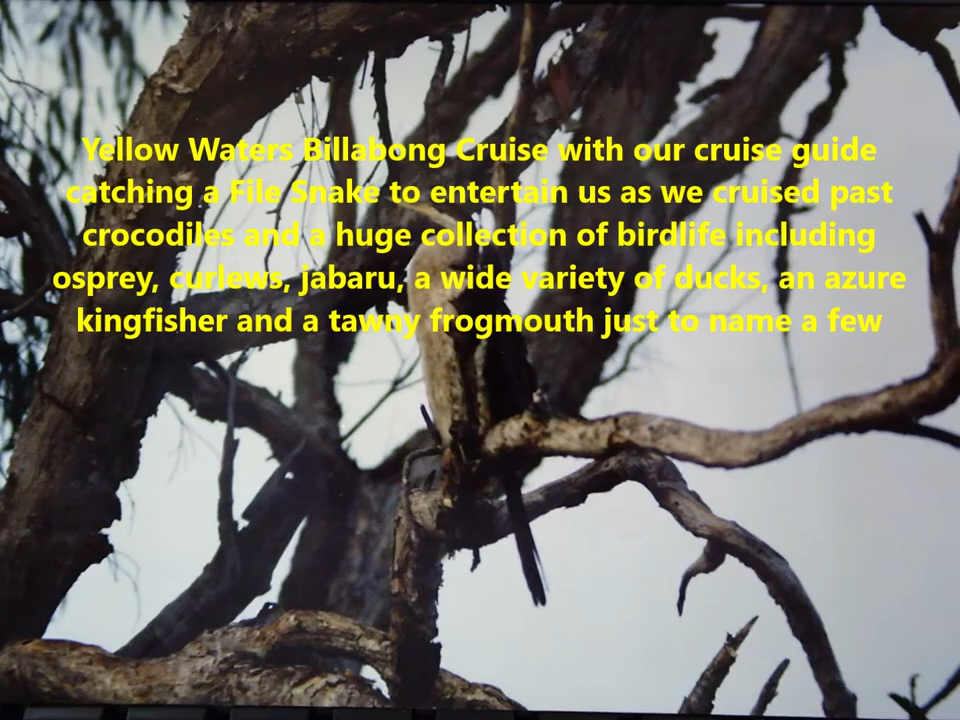 Yellow Waters Billabong Cruise with our cruise guide
catching a File Snake to entertain us as we cruised past
crocodiles and a huge collection of birdlife including
osprey, curlews, jabaru, a wide variety of ducks, an azure
kingfisher and a tawny frogmouth just to name a few